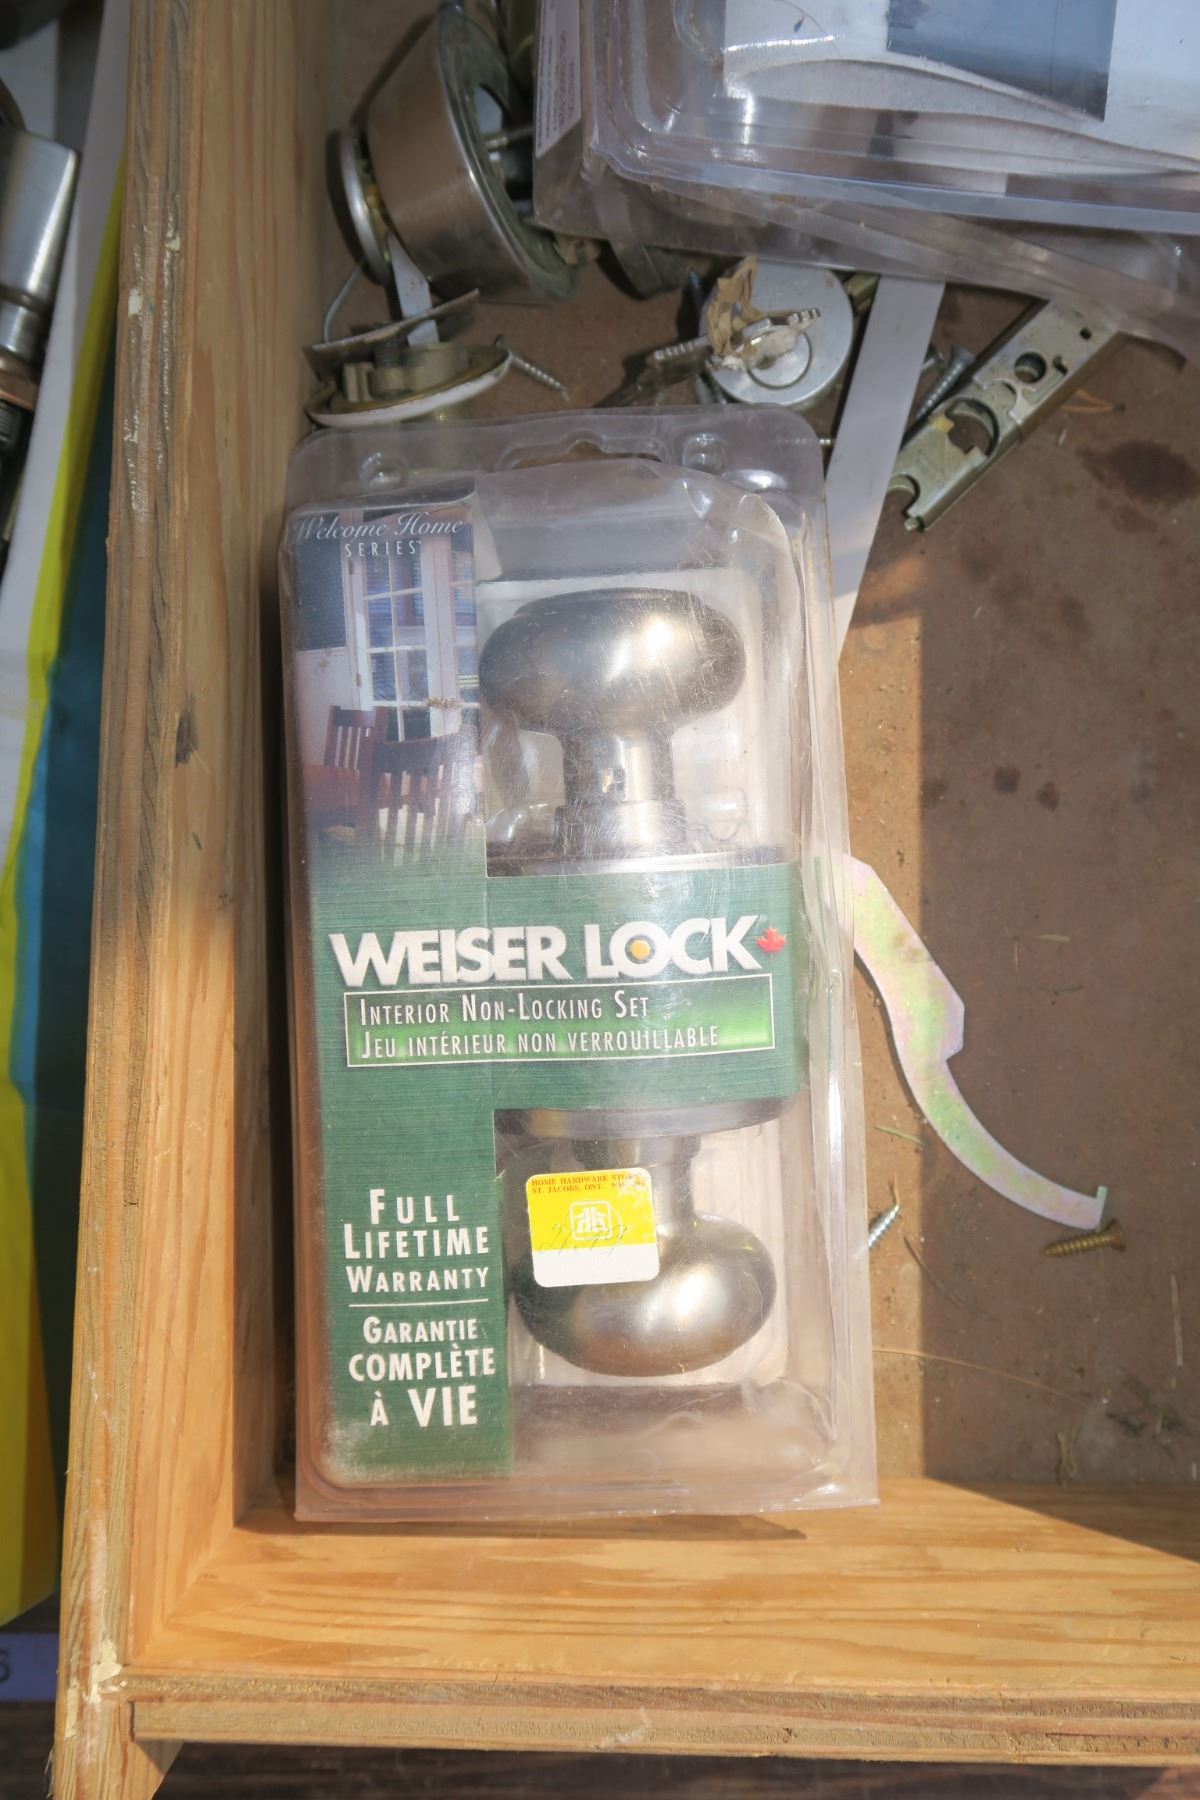 Welcome Home
SERIES
WEISER LOCK
INTERIOR NON-LOCKING SET
JEU INTÉRIEUR NON VERROUILLABLE
FULL
LIFETIME
WARRANTY
GARANTIE
COMPLÈTE
À VIE
HOME HARDWARE
ST. JACOBS, ONT.
S